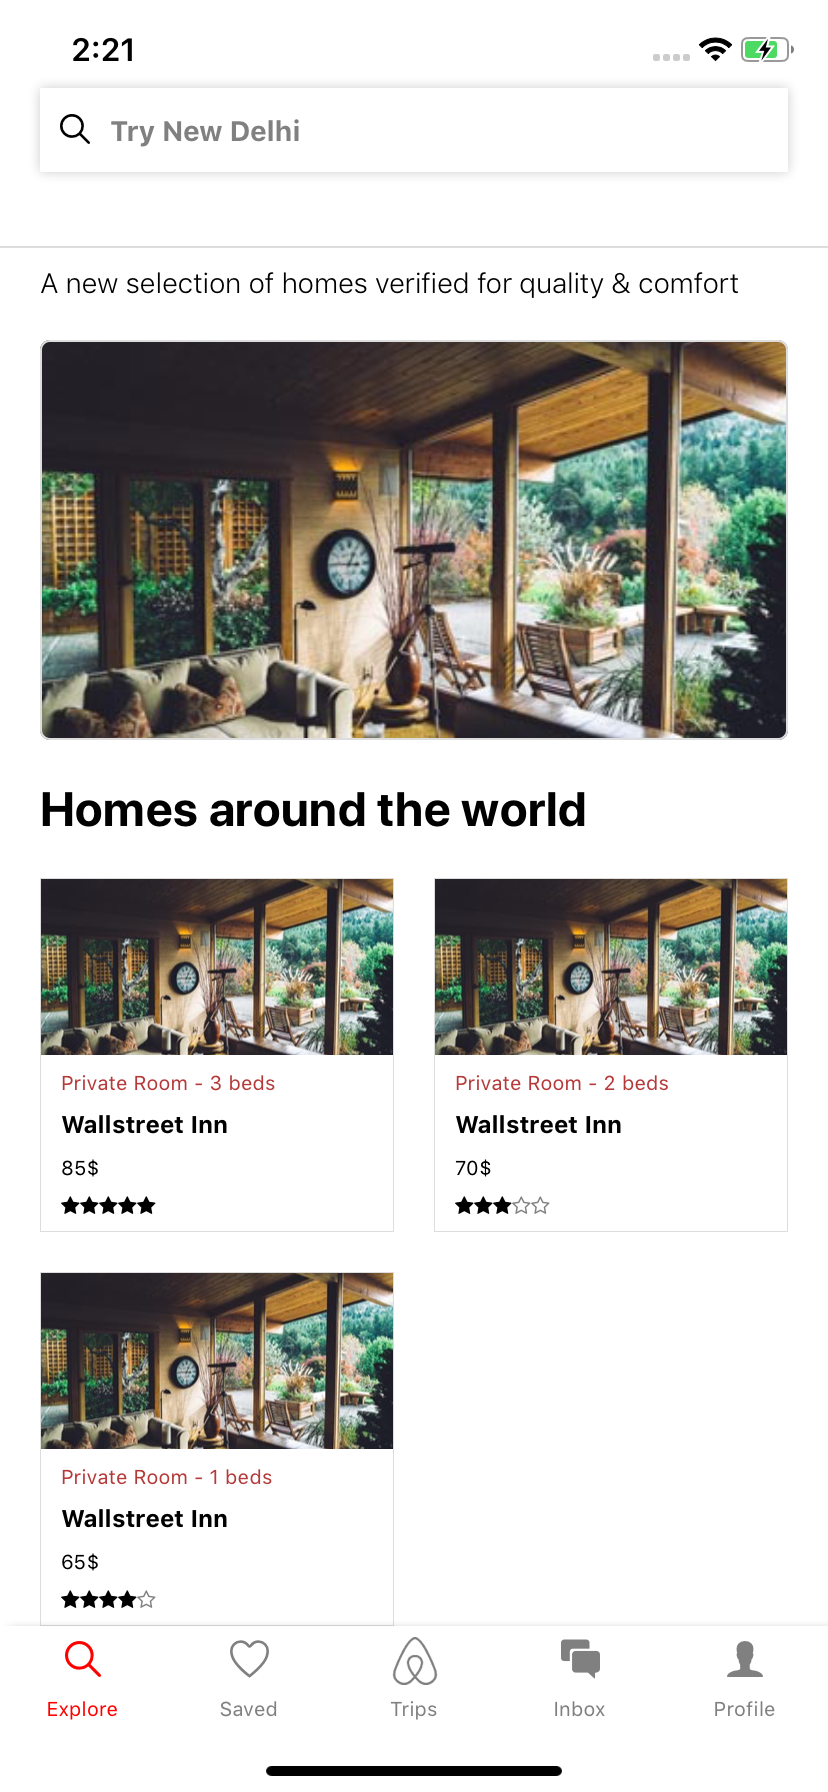 2:21
Try New Delhi
A new selection of homes verified for quality & comfort
Homes around the world
Private Room - 3 beds
Wallstreet Inn
85$
Private Room - 2 beds
Wallstreet Inn
70$
Private Room - 1 beds
Wallstreet Inn
65$
Explore
Saved
Trips
Inbox
Profile